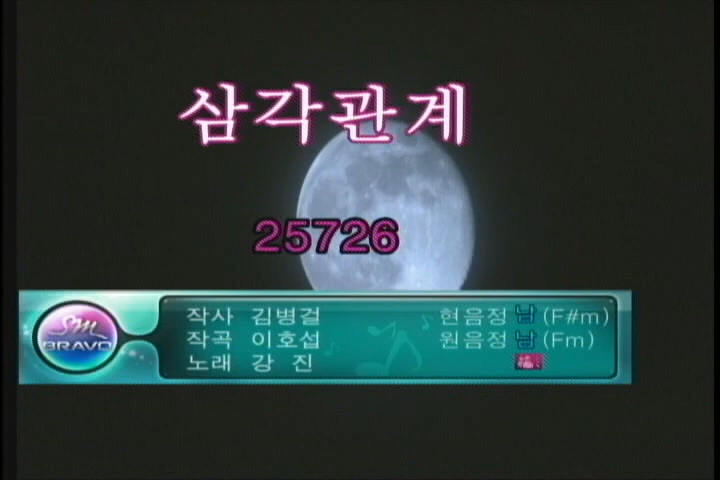 삼각관계
25726
SM
BRAVO
작사 김병걸 현음정 남 (F#m)
작곡 이호섭 원음정 남 (Fm)
노래 강 진